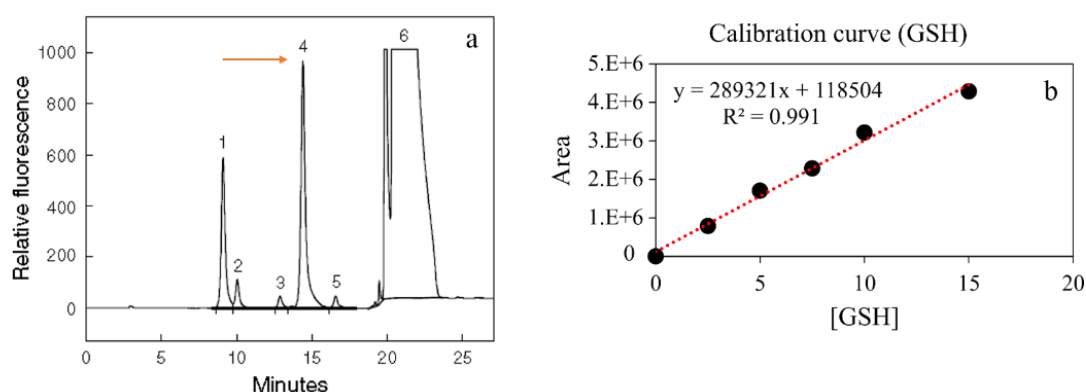 a
1000
800
600
400
200
0
Relative fluorescence
1
2
3
4
5
6
0 5 10 15 20 25
Minutes
Calibration curve (GSH)
b
y = 289321x + 118504
R² = 0.991
5.E+6
4.E+6
3.E+6
2.E+6
1.E+6
0
Area
0 5 10 15 20
[GSH]